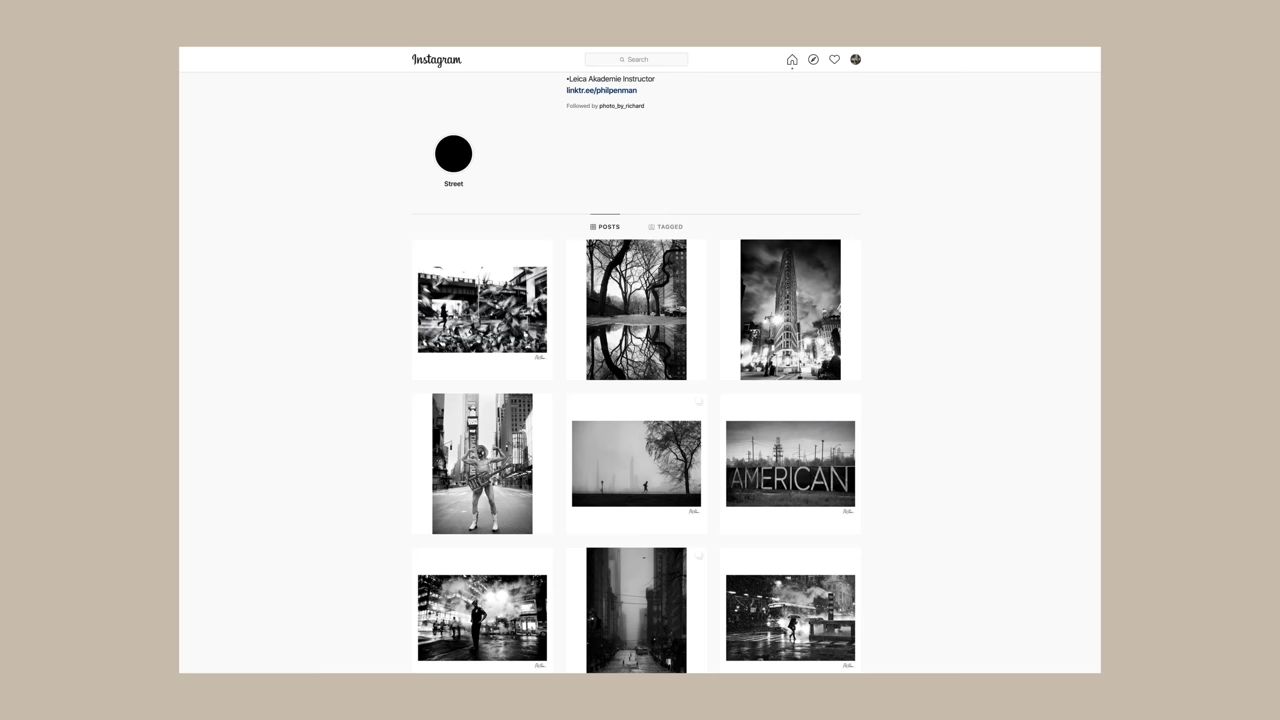 Instagram
Search
•Leica Akademie Instructor
linktr.ee/philpenman
Followed by photo_by_richard
Street
POSTS
TAGGED
AMERICAN